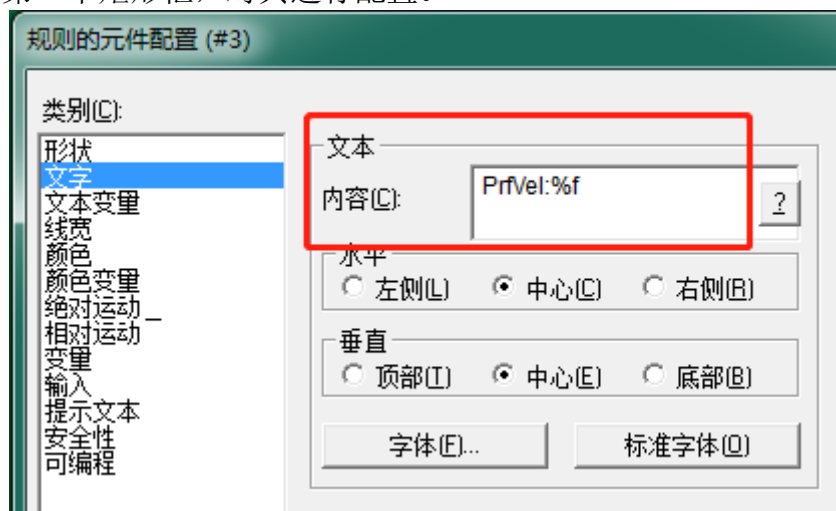 规则的元件配置 (#3)
类别(C):
形状
文字
文本变量
线宽
颜色
颜色变量
绝对运动_
相对运动
变量
输入
提示文本
安全性
可编程
文本
内容(C):
PrfVel:%f
?
水平
左侧(L) 中心(C) 右侧(R)
垂直
顶部(T) 中心(E) 底部(B)
字体(F)... 标准字体(O)